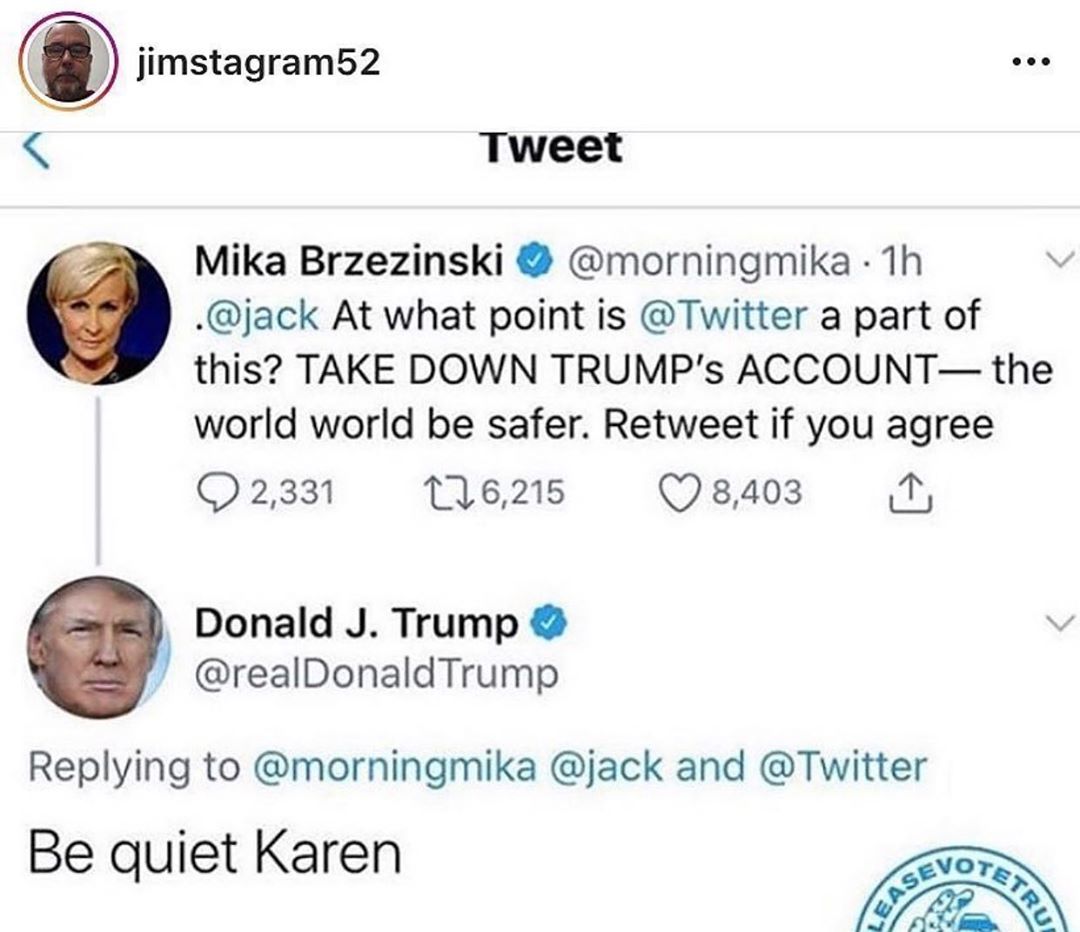 jimstagram52
Tweet
Mika Brzezinski @morningmika · 1h
.@jack At what point is @Twitter a part of
this? TAKE DOWN TRUMP's ACCOUNT— the
world world be safer. Retweet if you agree
2,331 6,215 8,403
Donald J. Trump
@realDonaldTrump
Replying to @morningmika @jack and @Twitter
Be quiet Karen
LEASEVOTETRU